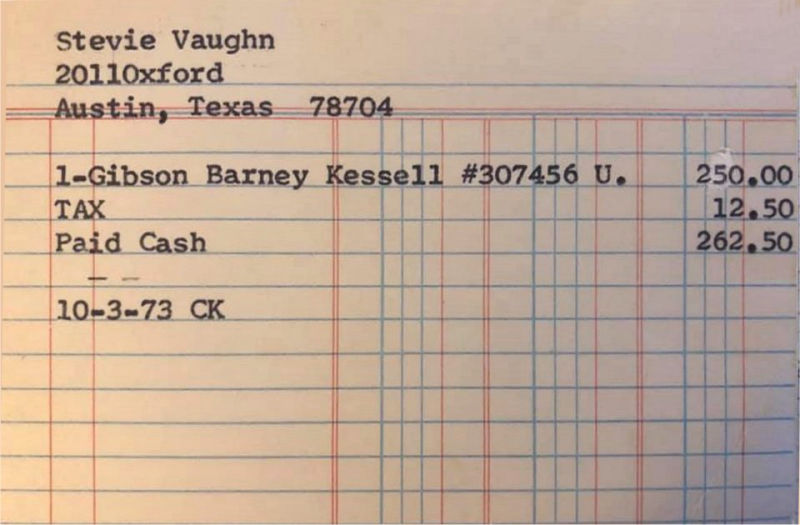 Stevie Vaughn
2011Oxford
Austin, Texas 78704
1-Gibson Barney Kessell #307456 U. 250.00
TAX 12.50
Paid Cash 262.50
— —
10-3-73 CK